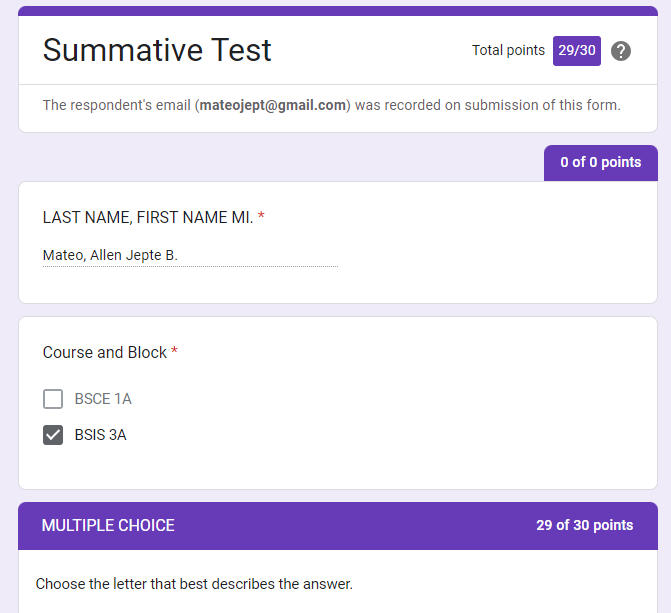 Summative Test
Total points 29/30 ?
The respondent's email (mateojept@gmail.com) was recorded on submission of this form.
0 of 0 points
LAST NAME, FIRST NAME MI. *
Mateo, Allen Jepte B.
Course and Block *
BSCE 1A
BSIS 3A
MULTIPLE CHOICE
29 of 30 points
Choose the letter that best describes the answer.